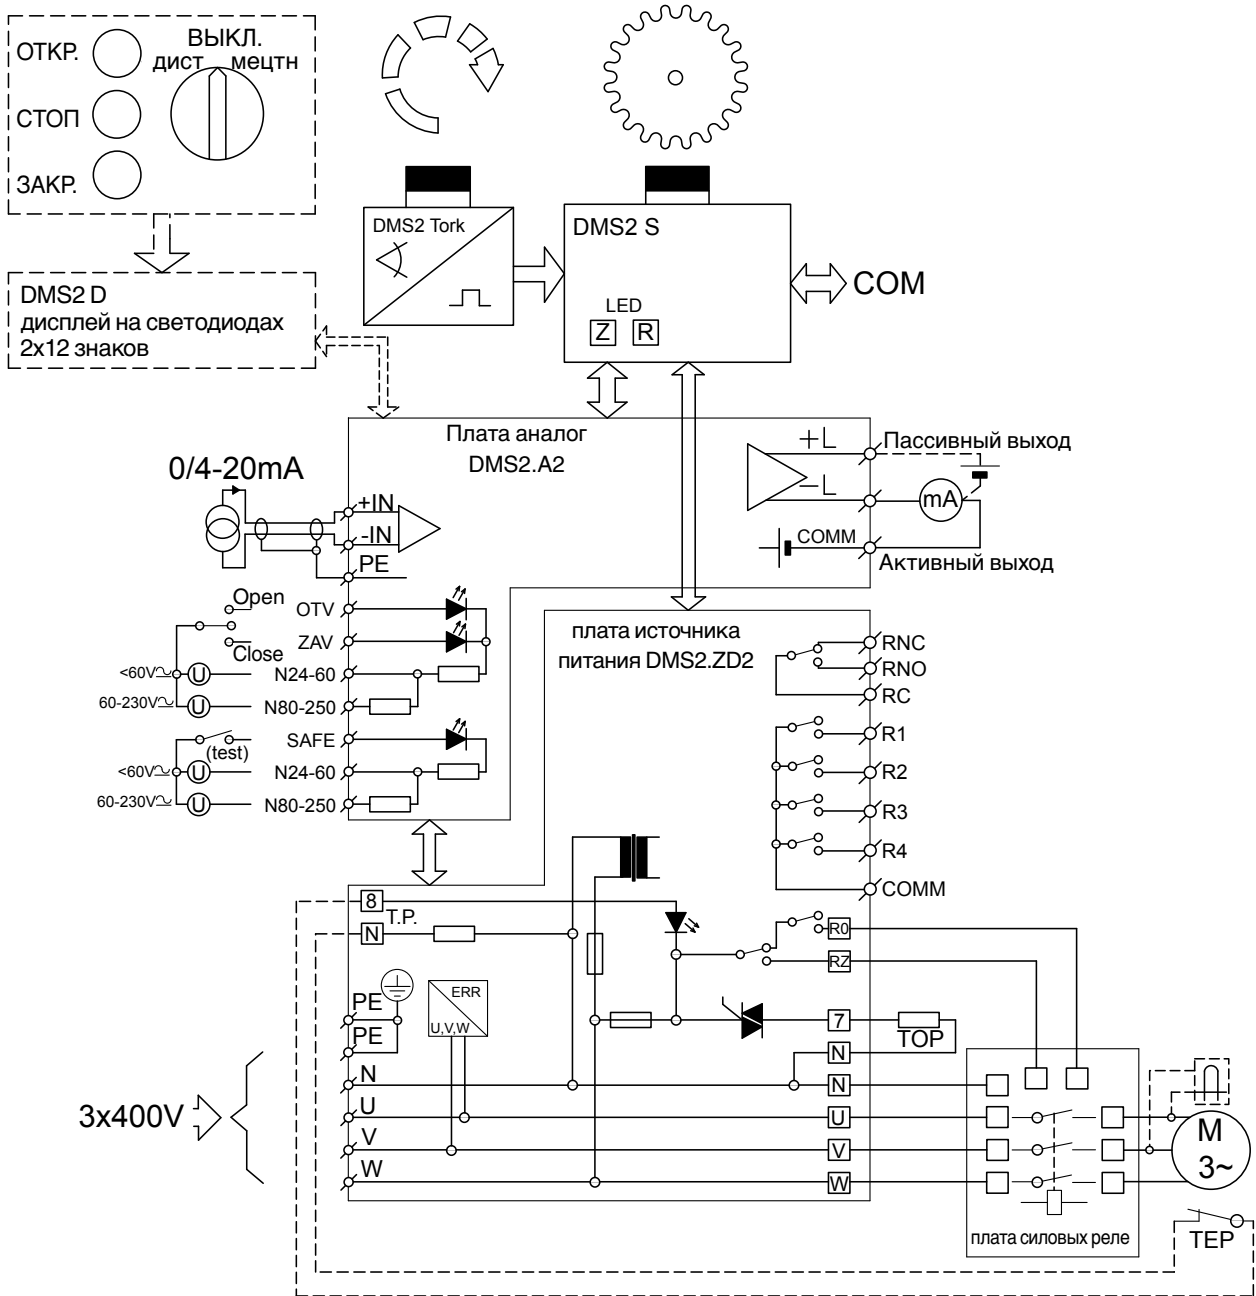 ОТКР.
СТОП
ЗАКР.
ВЫКЛ.
дист
мецтн
DMS2 D
дисплей на светодиодах
2x12 знаков
DMS2 Tork
DMS2 S
LED
Z
R
COM
Плата аналог
DMS2.A2
0/4-20mA
+IN
-IN
PE
+L
Пассивный выход
-L
mA
COMM
Активный выход
Open
OTV
ZAV
Close
<60V
U
N24-60
60-230V
U
N80-250
SAFE
(test)
<60V
U
N24-60
60-230V
U
N80-250
плата источника
питания DMS2.ZD2
RNC
RNO
RC
R1
R2
R3
R4
COMM
8
T.P.
N
R0
RZ
PE
PE
ERR
U,V,W
7
TOP
N
N
N
U
U
V
V
W
W
3x400V
M
3~
плата силовых реле
TEP